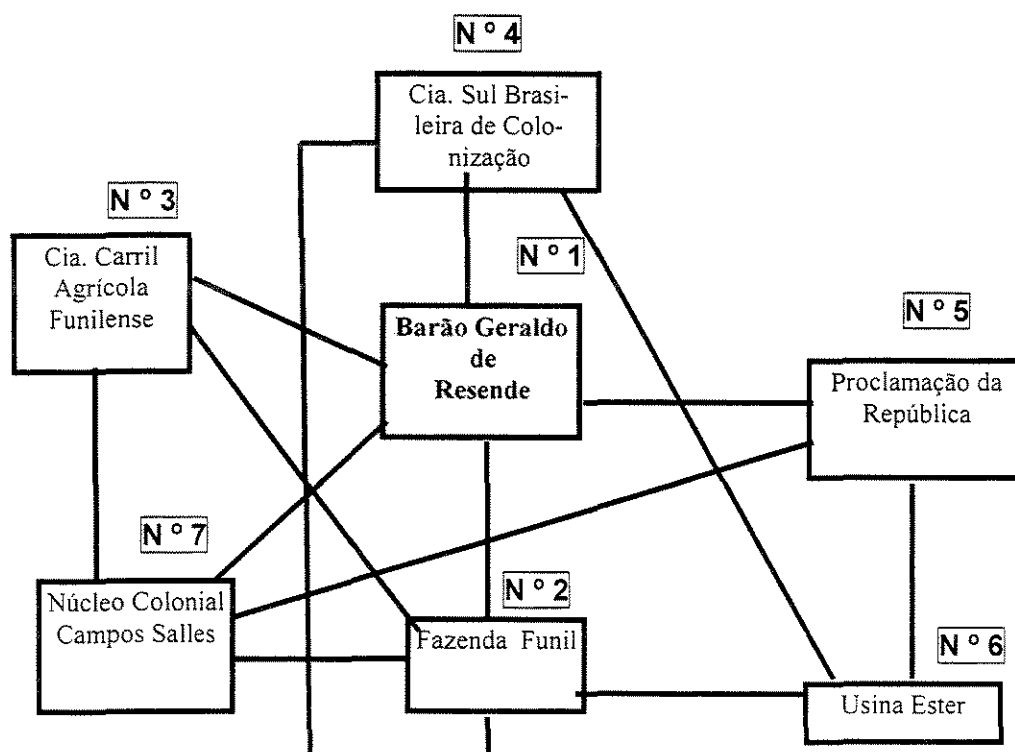 N º 4
Cia. Sul Brasi-
leira de Colo-
nização
N º 3
Cia. Carril
Agrícola
Funilense
N º 1
Barão Geraldo
de
Resende
N º 5
Proclamação da
República
N º 7
Núcleo Colonial
Campos Salles
N º 2
Fazenda Funil
N º 6
Usina Ester